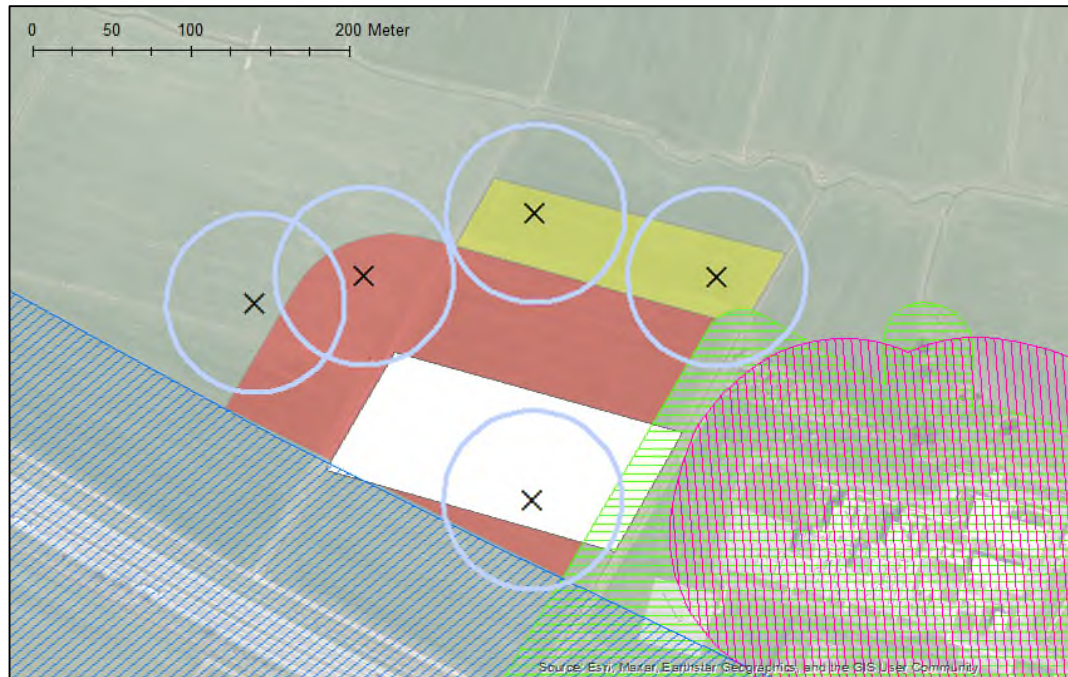 0 50 100 200 Meter
Source: Esri, Maxar, Earthstar Geographics, and the GIS User Community